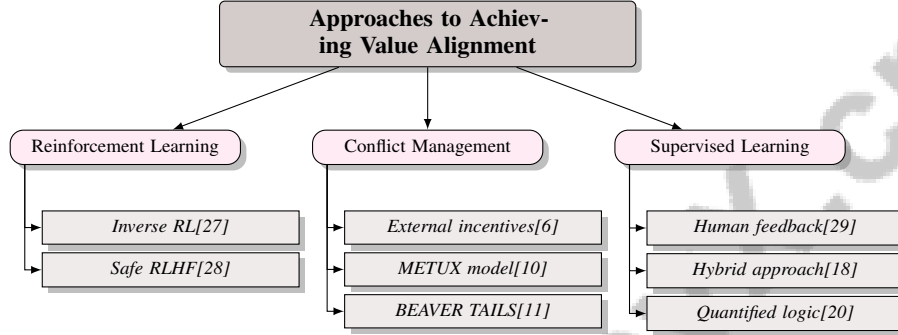 Approaches to Achiev-
ing Value Alignment
Reinforcement Learning
Conflict Management
Supervised Learning
Inverse RL[27]
External incentives[6]
Human feedback[29]
Safe RLHF[28]
METUX model[10]
Hybrid approach[18]
BEAVER TAILS[11]
Quantified logic[20]